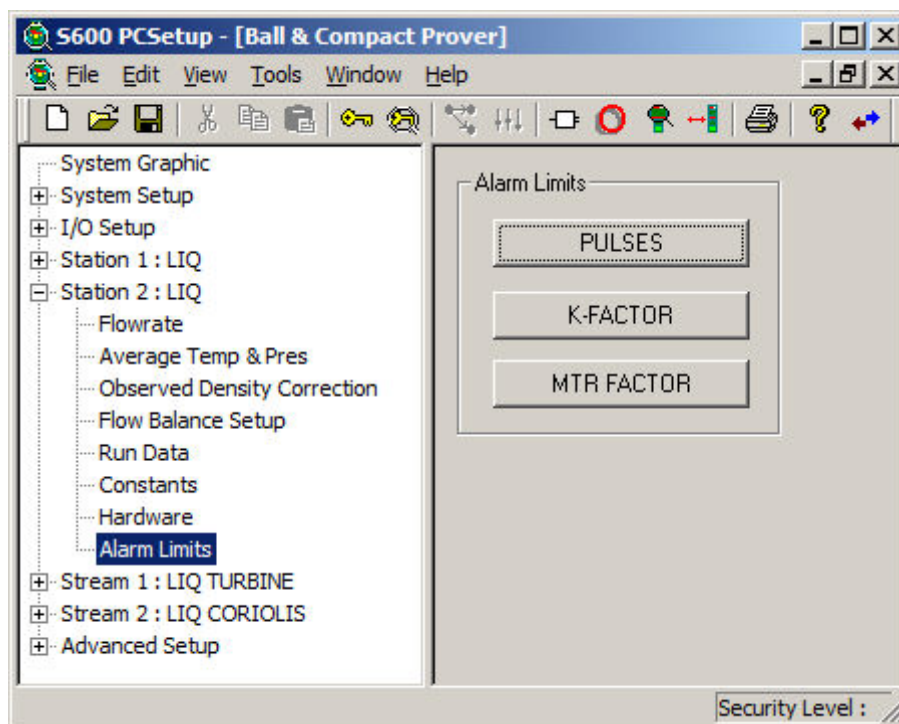 S600 PCSetup - [Ball & Compact Prover]
File Edit View Tools Window Help
System Graphic
System Setup
I/O Setup
Station 1 : LIQ
Station 2 : LIQ
Flowrate
Average Temp & Pres
Observed Density Correction
Flow Balance Setup
Run Data
Constants
Hardware
Alarm Limits
Stream 1 : LIQ TURBINE
Stream 2 : LIQ CORIOLIS
Advanced Setup
Alarm Limits
PULSES
K-FACTOR
MTR FACTOR
Security Level :